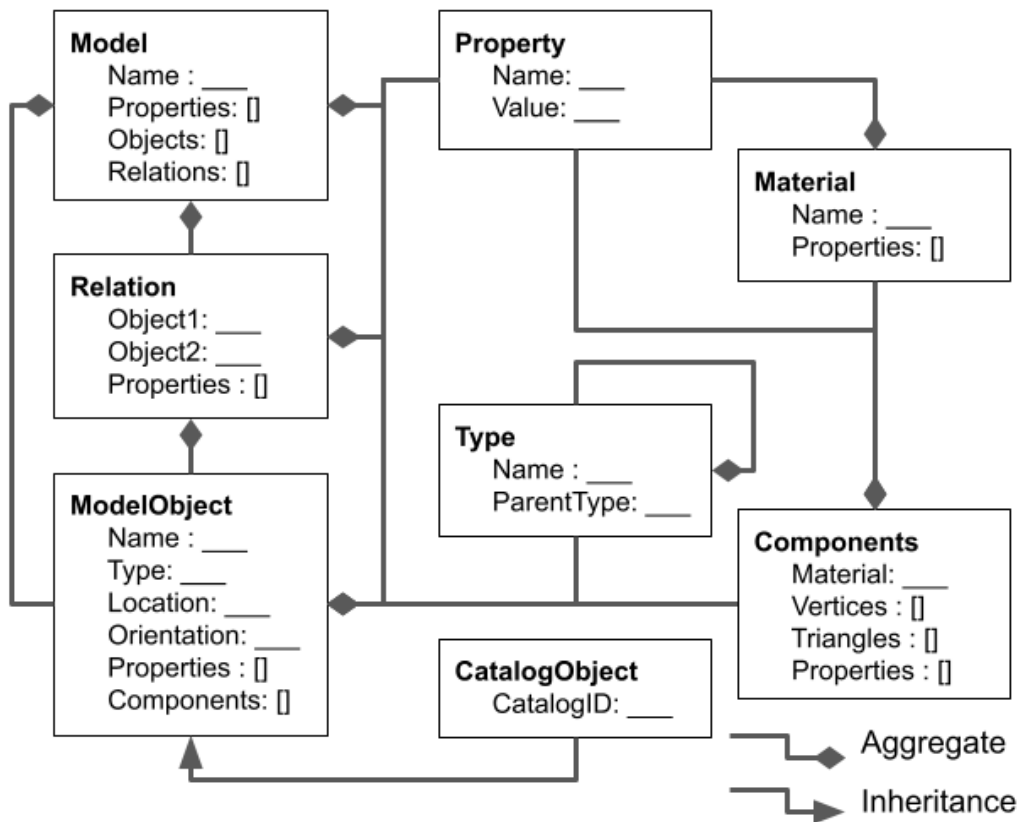 Model
Name : ___
Properties: []
Objects: []
Relations: []
Property
Name: ___
Value: ___
Material
Name : ___
Properties: []
Relation
Object1: ___
Object2: ___
Properties : []
Type
Name : ___
ParentType: ___
ModelObject
Name : ___
Type: ___
Location: ___
Orientation: ___
Properties : []
Components: []
Components
Material: ___
Vertices : []
Triangles : []
Properties : []
CatalogObject
CatalogID: ___
Aggregate
Inheritance